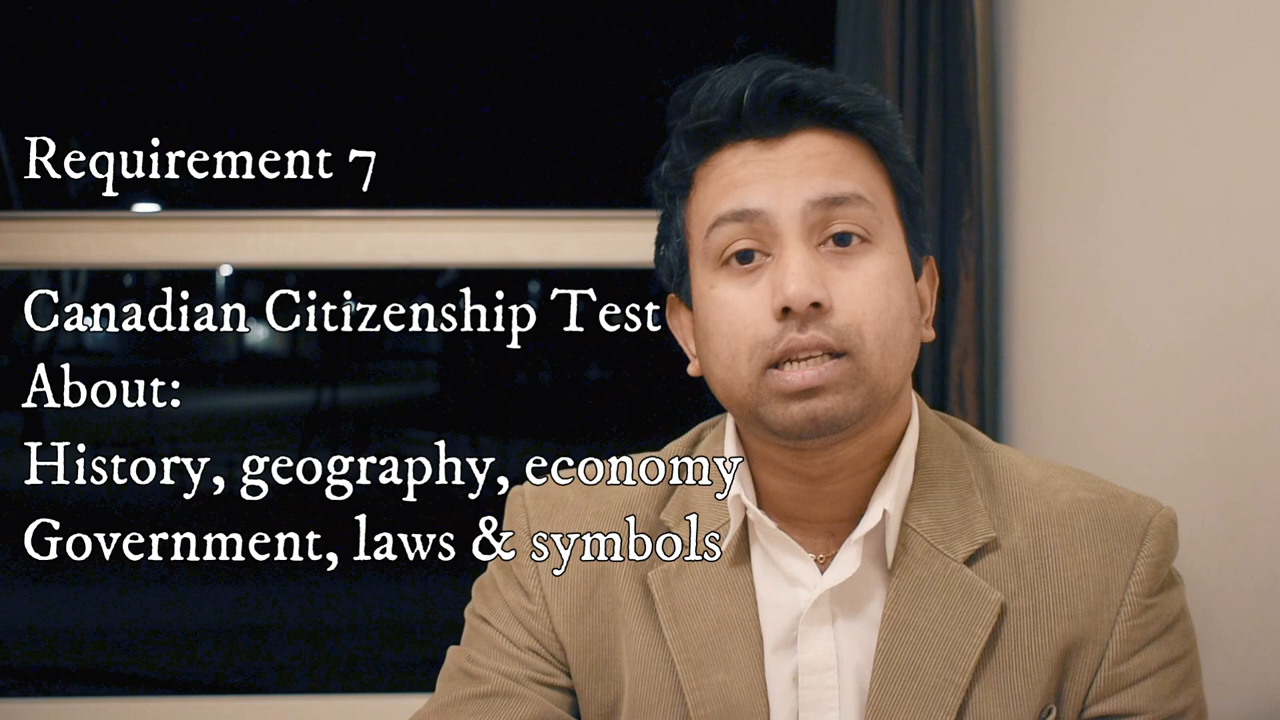 Requirement 7
Canadian Citizenship Test
About:
History, geography, economy
Government, laws & symbols